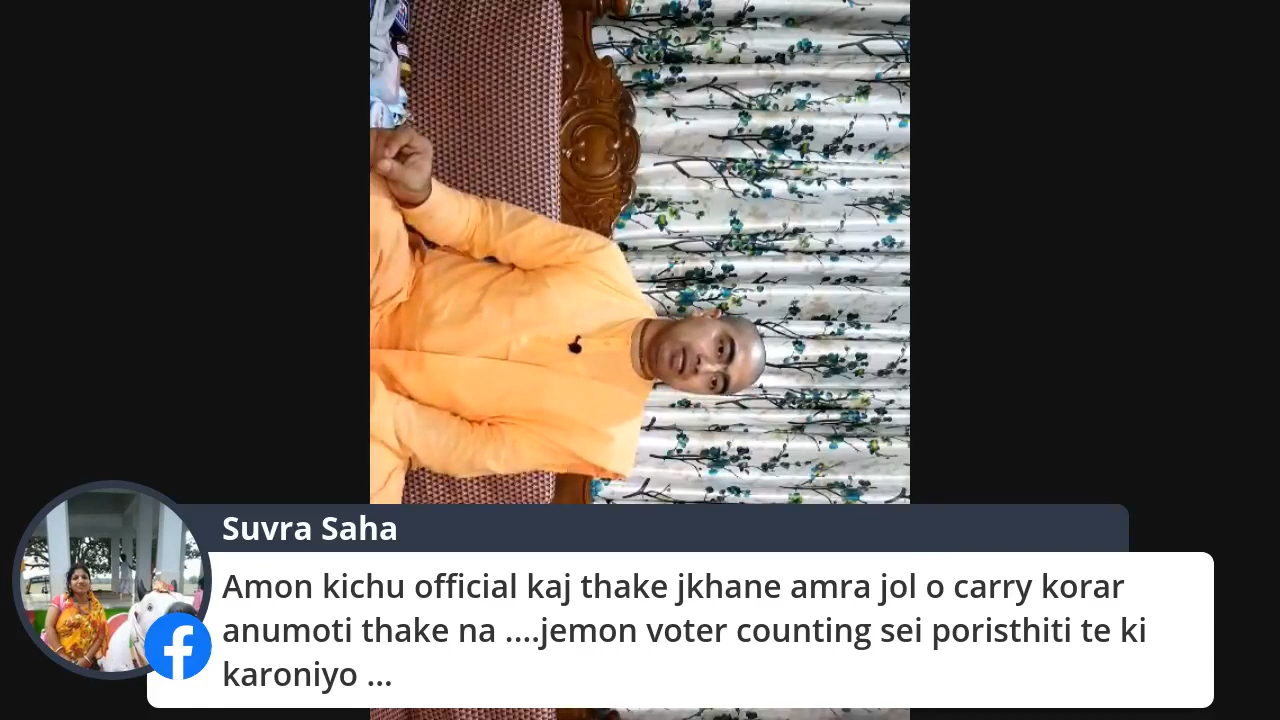 Suvra Saha
Amon kichu official kaj thake jkhane amra jol o carry korar
anumoti thake na ....jemon voter counting sei poristhiti te ki
karoniyo ...